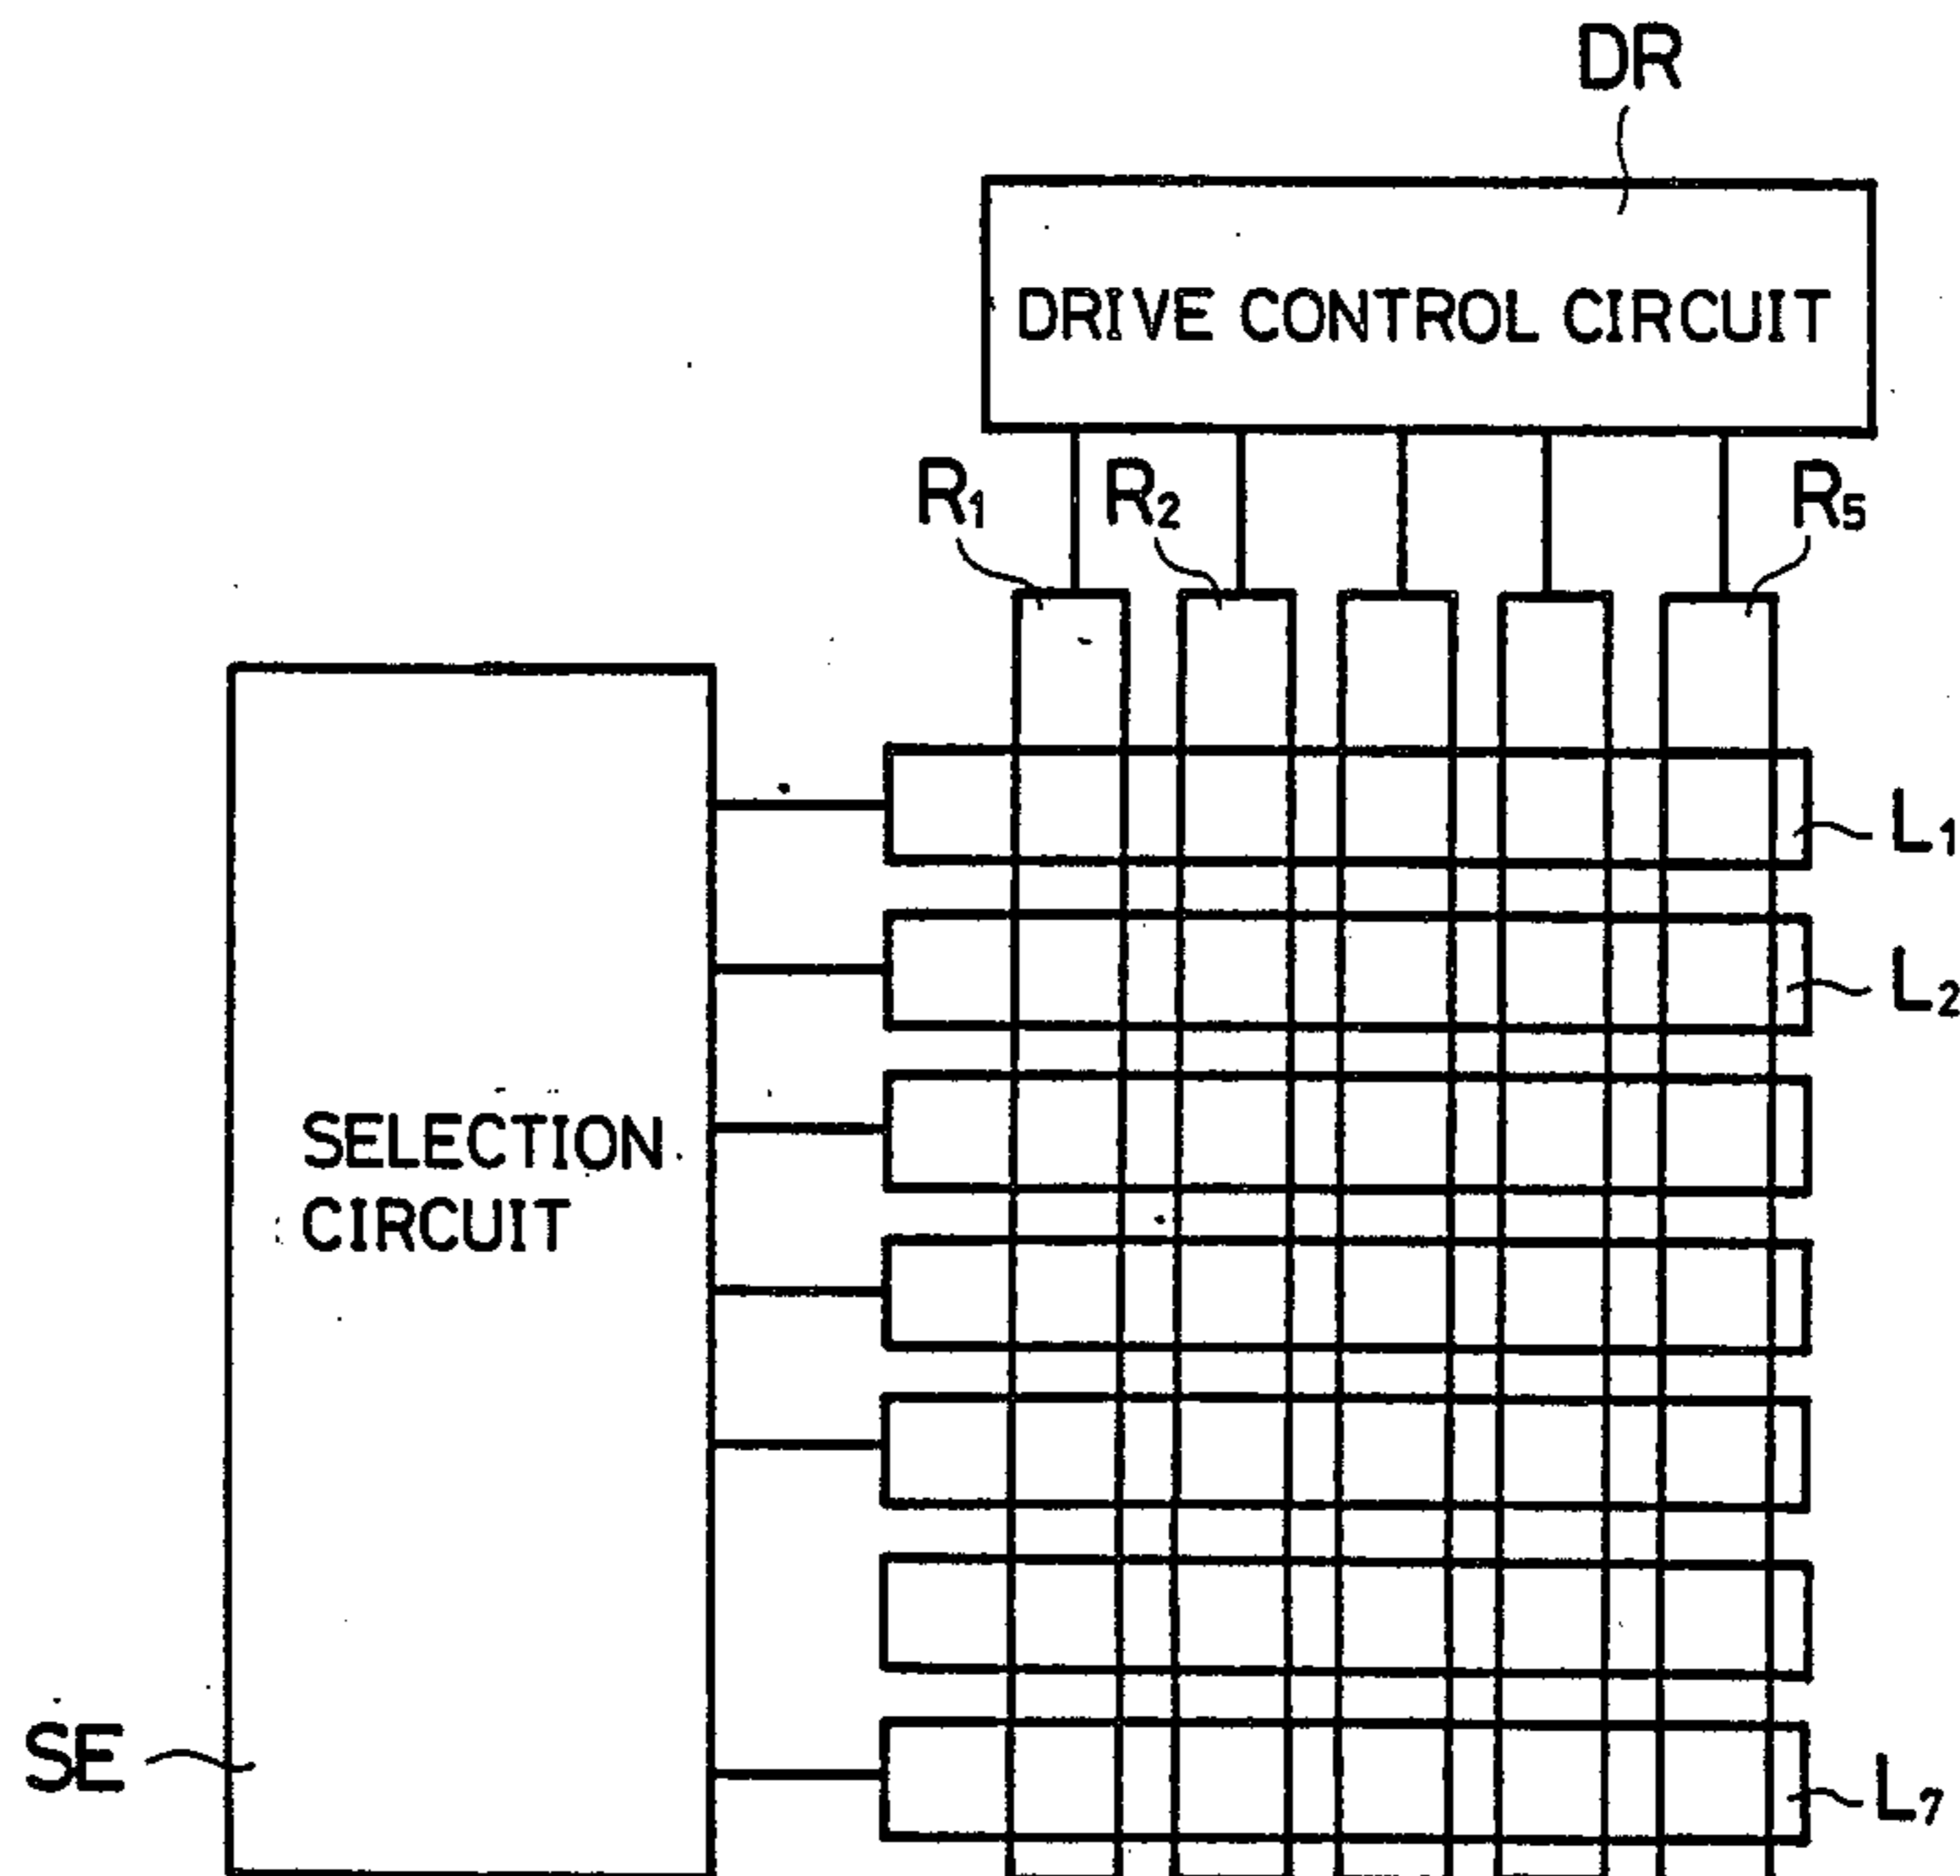 DR
DRIVE CONTROL CIRCUIT
R1 R2 R5
L1
L2
SELECTION
CIRCUIT
SE
L7